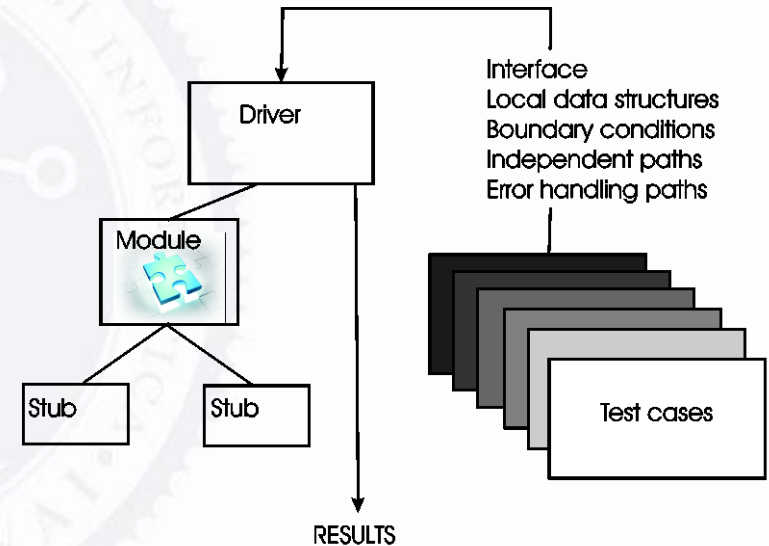 Interface
Local data structures
Boundary conditions
Independent paths
Error handling paths
Driver
Module
Stub
Stub
Test cases
RESULTS